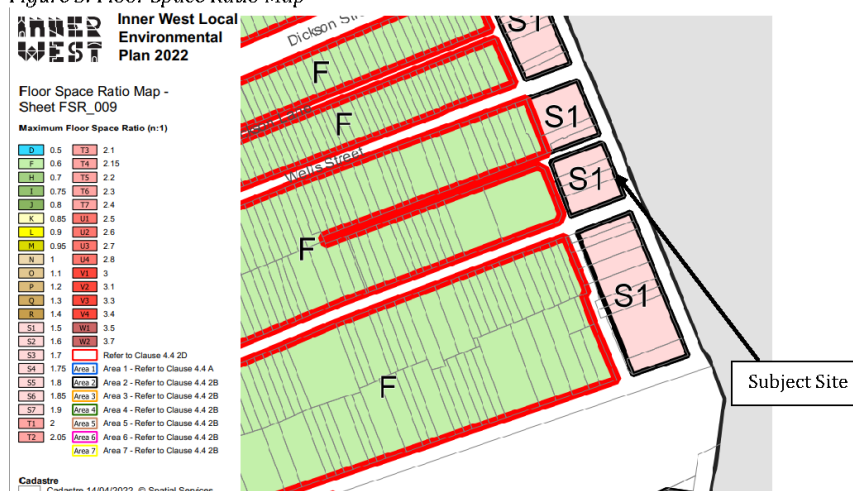 Figure 5: Floor Space Ratio Map
INNER WEST
Inner West Local
Environmental
Plan 2022
Floor Space Ratio Map -
Sheet FSR_009
Maximum Floor Space Ratio (n:1)
D 0.5 T3 2.1
F 0.6 T4 2.15
H 0.7 T5 2.2
I 0.75 T6 2.3
J 0.8 T7 2.4
K 0.85 U1 2.5
L 0.9 U2 2.6
M 0.95 U3 2.7
N 1 U4 2.8
O 1.1 V1 3
P 1.2 V2 3.1
Q 1.3 V3 3.3
R 1.4 V4 3.4
S1 1.5 W1 3.5
S2 1.6 W2 3.7
S3 1.7 Refer to Clause 4.4 2D
S4 1.75 Area 1 Area 1 - Refer to Clause 4.4 A
S5 1.8 Area 2 Area 2 - Refer to Clause 4.4 2B
S6 1.85 Area 3 Area 3 - Refer to Clause 4.4 2B
S7 1.9 Area 4 Area 4 - Refer to Clause 4.4 2B
T1 2 Area 5 Area 5 - Refer to Clause 4.4 2B
T2 2.05 Area 6 Area 6 - Refer to Clause 4.4 2B
Area 7 Area 7 - Refer to Clause 4.4 2B
Cadastre
Cadastre 14/04/2022 © Spatial Services
Dickson
S1
F
F
S1
Wells Street
S1
F
S1
F
Subject Site